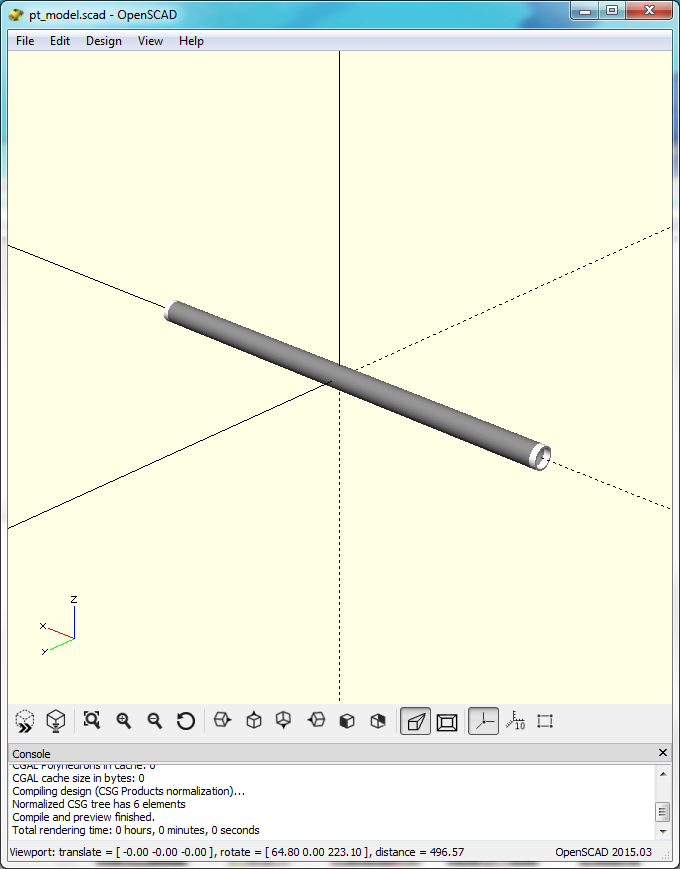 pt_model.scad - OpenSCAD
File Edit Design View Help
Z
X
Y
10
Console
CGAL Polyhedrons in cache: 0
CGAL cache size in bytes: 0
Compiling design (CSG Products normalization)...
Normalized CSG tree has 6 elements
Compile and preview finished.
Total rendering time: 0 hours, 0 minutes, 0 seconds
Viewport: translate = [ -0.00 -0.00 -0.00 ], rotate = [ 64.80 0.00 223.10 ], distance = 496.57 OpenSCAD 2015.03